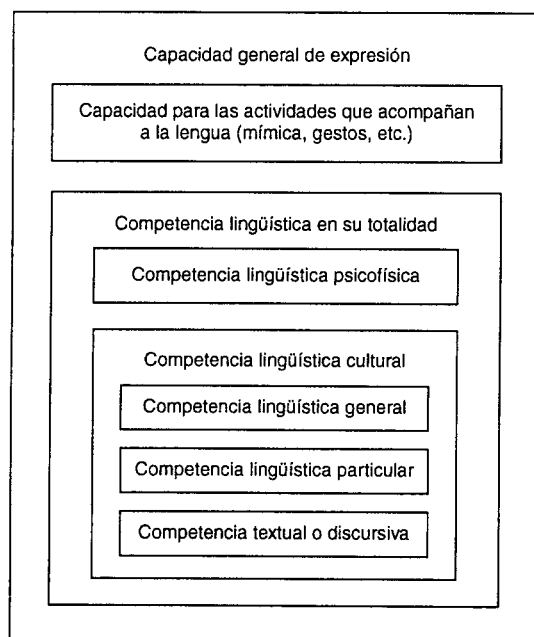 Capacidad general de expresión
Capacidad para las actividades que acompañan
a la lengua (mímica, gestos, etc.)
Competencia lingüística en su totalidad
Competencia lingüística psicofísica
Competencia lingüística cultural
Competencia lingüística general
Competencia lingüística particular
Competencia textual o discursiva